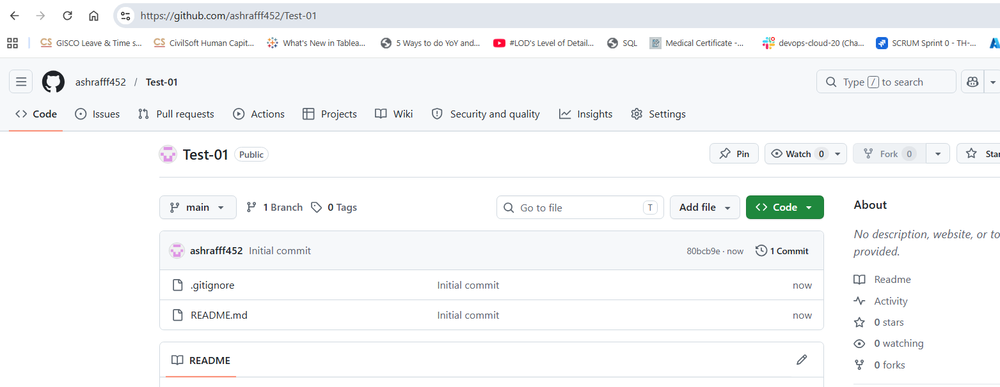 https://github.com/ashrafff452/Test-01
GISCO Leave & Time s... CivilSoft Human Capit... What's New in Tablea... 5 Ways to do YoY and... #LOD's Level of Detail... SQL Medical Certificate -... devops-cloud-20 (Cha... SCRUM Sprint 0 - TH-...
ashrafff452 / Test-01 Type / to search
Code Issues Pull requests Actions Projects Wiki Security and quality Insights Settings
Test-01 Public Pin Watch 0 Fork 0 Star
main 1 Branch 0 Tags Go to file T Add file Code
About
No description, website, or to
provided.
ashrafff452 Initial commit 80bcb9e · now 1 Commit
.gitignore Initial commit now
README.md Initial commit now
Readme
Activity
0 stars
0 watching
0 forks
README